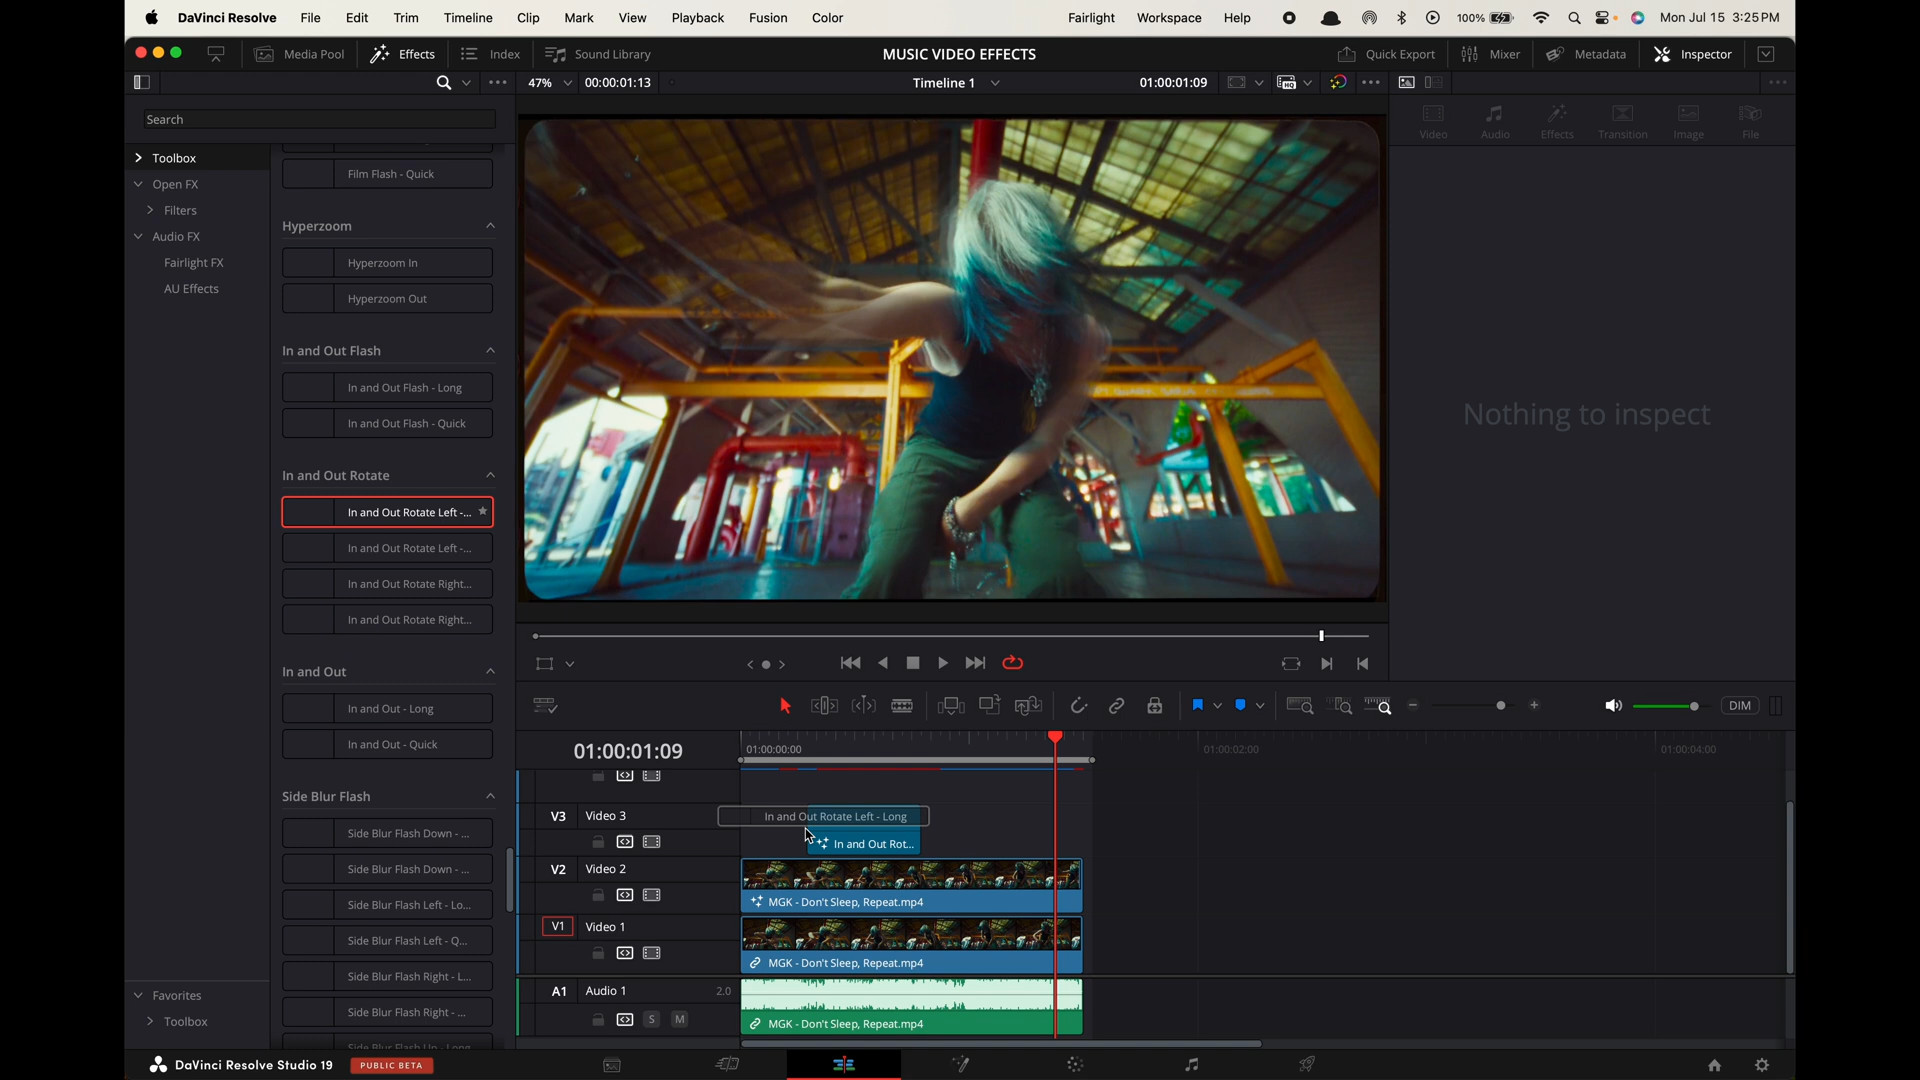 DaVinci Resolve File Edit Trim Timeline Clip Mark View Playback Fusion Color Fairlight Workspace Help 100% Mon Jul 15 3:25 PM
Media Pool Effects Index Sound Library MUSIC VIDEO EFFECTS Quick Export Mixer Metadata Inspector
47% 00:00:01:13 Timeline 1 01:00:01:09 HQ
Search
Video Audio Effects Transition Image File
Toolbox
Open FX
Filters
Audio FX
Fairlight FX
AU Effects
Favorites
Toolbox
Film Flash - Quick
Hyperzoom
Hyperzoom In
Hyperzoom Out
In and Out Flash
In and Out Flash - Long
In and Out Flash - Quick
In and Out Rotate
In and Out Rotate Left -...
In and Out Rotate Left -...
In and Out Rotate Right...
In and Out Rotate Right...
In and Out
In and Out - Long
In and Out - Quick
Side Blur Flash
Side Blur Flash Down - ...
Side Blur Flash Down - ...
Side Blur Flash Left - Lo...
Side Blur Flash Left - Q...
Side Blur Flash Right - L...
Side Blur Flash Right - ...
Side Blur Flash Up - Long
Nothing to inspect
DIM
01:00:01:09 01:00:00:00 01:00:02:00 01:00:04:00
V3 Video 3 In and Out Rotate Left - Long
In and Out Rot...
V2 Video 2
MGK - Don't Sleep, Repeat.mp4
V1 Video 1
MGK - Don't Sleep, Repeat.mp4
A1 Audio 1 2.0
S M MGK - Don't Sleep, Repeat.mp4
DaVinci Resolve Studio 19 PUBLIC BETA